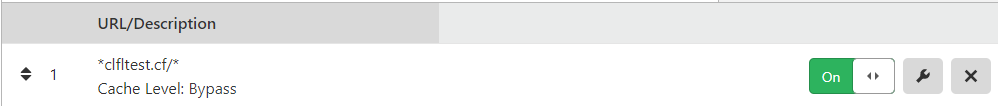 URL/Description
1
*clfltest.cf/*
Cache Level: Bypass
On